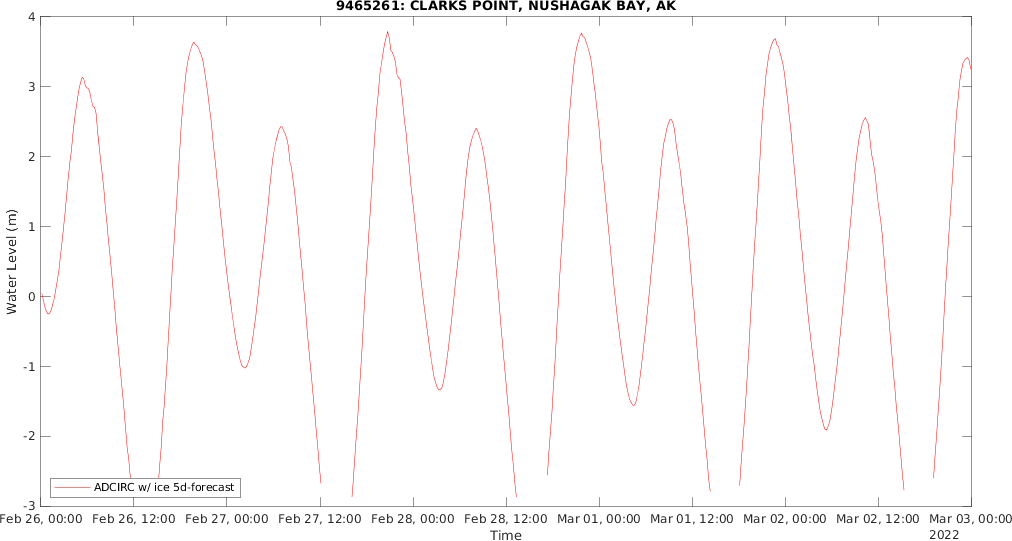 9465261: CLARKS POINT, NUSHAGAK BAY, AK
4
3
2
1
0
-1
-2
-3
Water Level (m)
ADCIRC w/ ice 5d-forecast
Feb 26, 00:00 Feb 26, 12:00 Feb 27, 00:00 Feb 27, 12:00 Feb 28, 00:00 Feb 28, 12:00 Mar 01, 00:00 Mar 01, 12:00 Mar 02, 00:00 Mar 02, 12:00 Mar 03, 00:00
Time
2022